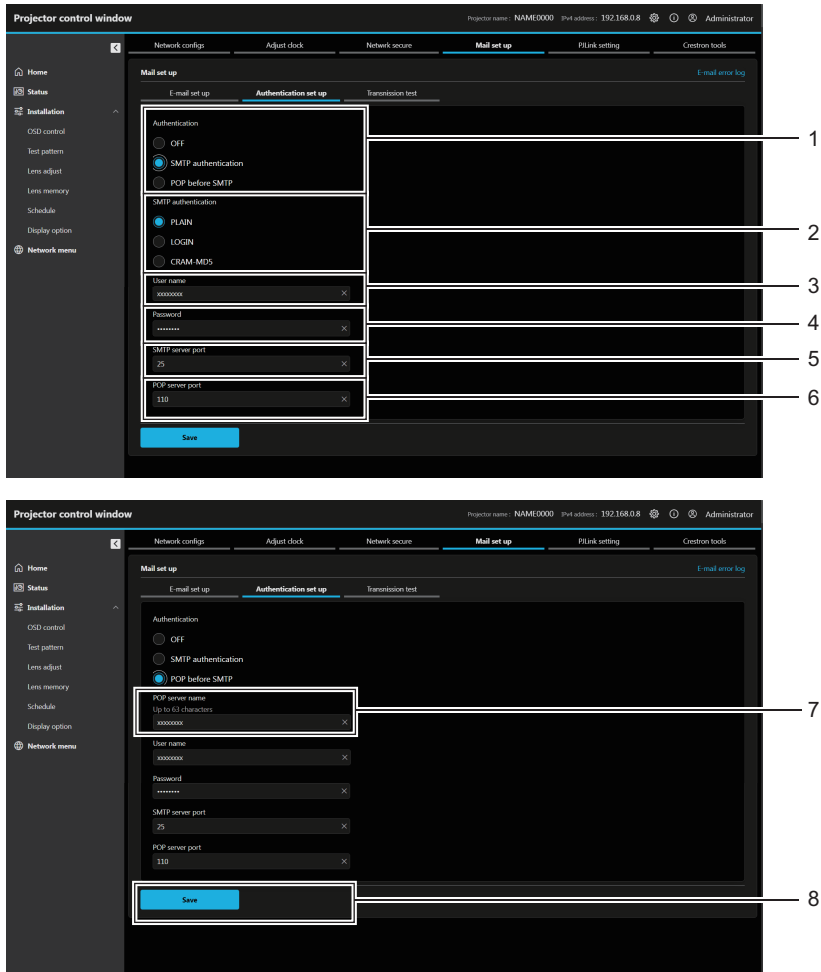 Projector control window Projector name : NAME0000 IPv4 address : 192.168.0.8 Administrator
Network configs Adjust clock Netwrk secure Mail set up PJLink setting Crestron tools
Home
Status
Installation
OSD control
Test pattern
Lens adjust
Lens memory
Schedule
Display option
Network menu
Mail set up E-mail error log
E-mail set up Authentication set up Transmission test
Authentication
OFF
SMTP authentication
POP before SMTP
1
SMTP authentication
PLAIN
LOGIN
CRAM-MD5
2
User name
xxxxxxxx
3
Password
••••••••
4
SMTP server port
25
5
POP server port
110
6
Save
Projector control window Projector name : NAME0000 IPv4 address : 192.168.0.8 Administrator
Network configs Adjust clock Netwrk secure Mail set up PJLink setting Crestron tools
Home
Status
Installation
OSD control
Test pattern
Lens adjust
Lens memory
Schedule
Display option
Network menu
Mail set up E-mail error log
E-mail set up Authentication set up Transmission test
Authentication
OFF
SMTP authentication
POP before SMTP
POP server name
Up to 63 characters
xxxxxxxx
7
User name
xxxxxxxx
Password
••••••••
SMTP server port
25
POP server port
110
Save
8